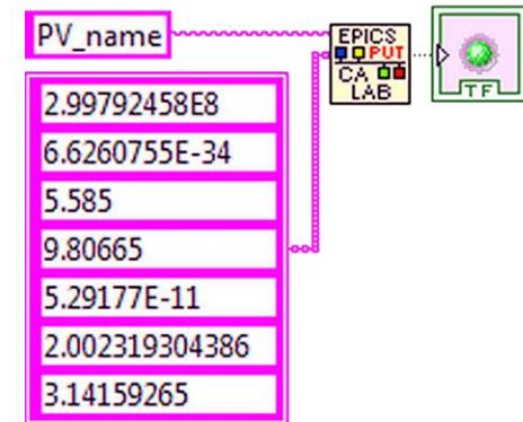 PV_name
EPICS
PUT
CA
LAB
TF
2.99792458E8
6.6260755E-34
5.585
9.80665
5.29177E-11
2.002319304386
3.14159265